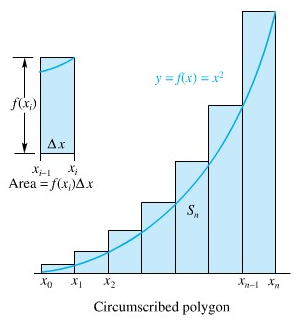 y = f(x) = x²
f(xᵢ)
Δx
xᵢ₋₁ xᵢ
Area = f(xᵢ)Δx
Sₙ
x₀ x₁ x₂ xₙ₋₁ xₙ
Circumscribed polygon